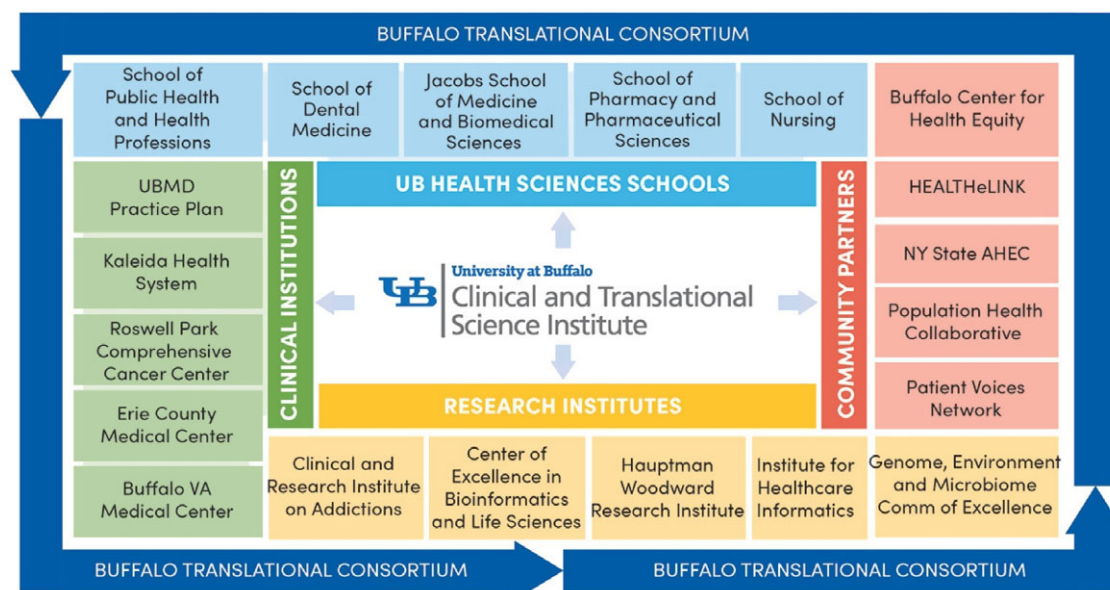 BUFFALO TRANSLATIONAL CONSORTIUM
School of
Public Health
and Health
Professions
School of
Dental
Medicine
Jacobs School
of Medicine
and Biomedical
Sciences
School of
Pharmacy and
Pharmaceutical
Sciences
School of
Nursing
Buffalo Center for
Health Equity
UBMD
Practice Plan
Kaleida Health
System
Roswell Park
Comprehensive
Cancer Center
Erie County
Medical Center
Buffalo VA
Medical Center
CLINICAL INSTITUTIONS
UB HEALTH SCIENCES SCHOOLS
UB
University at Buffalo
Clinical and Translational
Science Institute
RESEARCH INSTITUTES
COMMUNITY PARTNERS
HEALTHeLINK
NY State AHEC
Population Health
Collaborative
Patient Voices
Network
Clinical and
Research Institute
on Addictions
Center of
Excellence in
Bioinformatics
and Life Sciences
Hauptman
Woodward
Research Institute
Institute for
Healthcare
Informatics
Genome, Environment
and Microbiome
Comm of Excellence
BUFFALO TRANSLATIONAL CONSORTIUM
BUFFALO TRANSLATIONAL CONSORTIUM